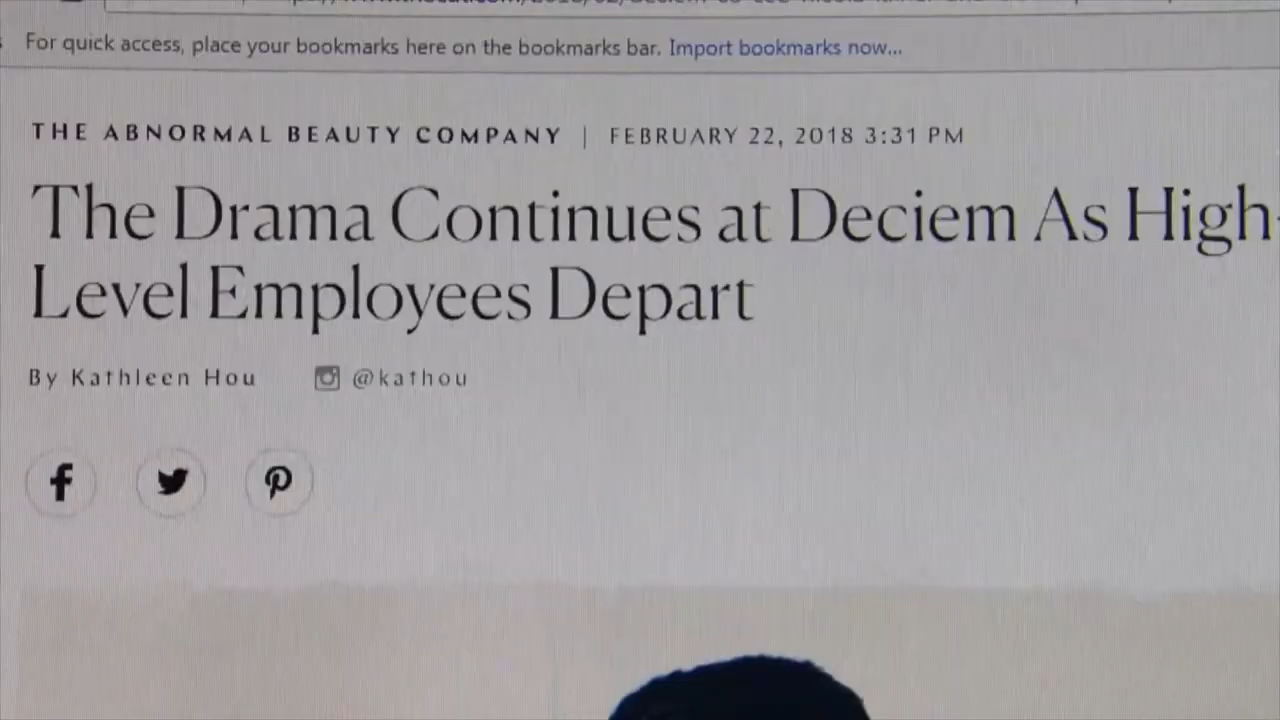 For quick access, place your bookmarks here on the bookmarks bar. Import bookmarks now...
THE ABNORMAL BEAUTY COMPANY | FEBRUARY 22, 2018 3:31 PM
The Drama Continues at Deciem As High
Level Employees Depart
By Kathleen Hou @kathou